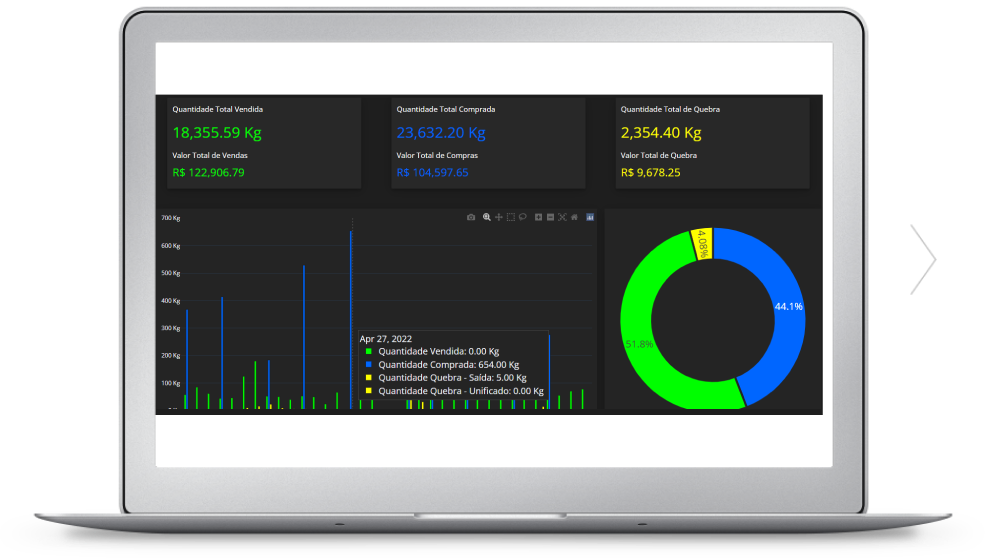 Quantidade Total Vendida
18,355.59 Kg
Valor Total de Vendas
R$ 122,906.79
Quantidade Total Comprada
23,632.20 Kg
Valor Total de Compras
R$ 104,597.65
Quantidade Total de Quebra
2,354.40 Kg
Valor Total de Quebra
R$ 9,678.25
700 Kg
600 Kg
500 Kg
400 Kg
300 Kg
200 Kg
100 Kg
Apr 27, 2022
Quantidade Vendida: 0.00 Kg
Quantidade Comprada: 654.00 Kg
Quantidade Quebra - Saída: 5.00 Kg
Quantidade Quebra - Unificado: 0.00 Kg
4.08%
44.1%
51.8%